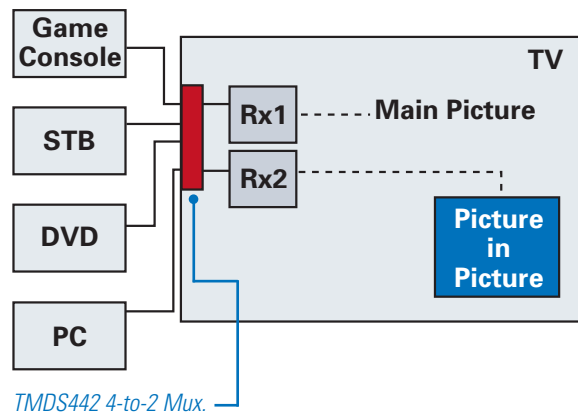 Game
Console
STB
DVD
PC
TV
Rx1
Main Picture
Rx2
Picture
in
Picture
TMDS442 4-to-2 Mux.